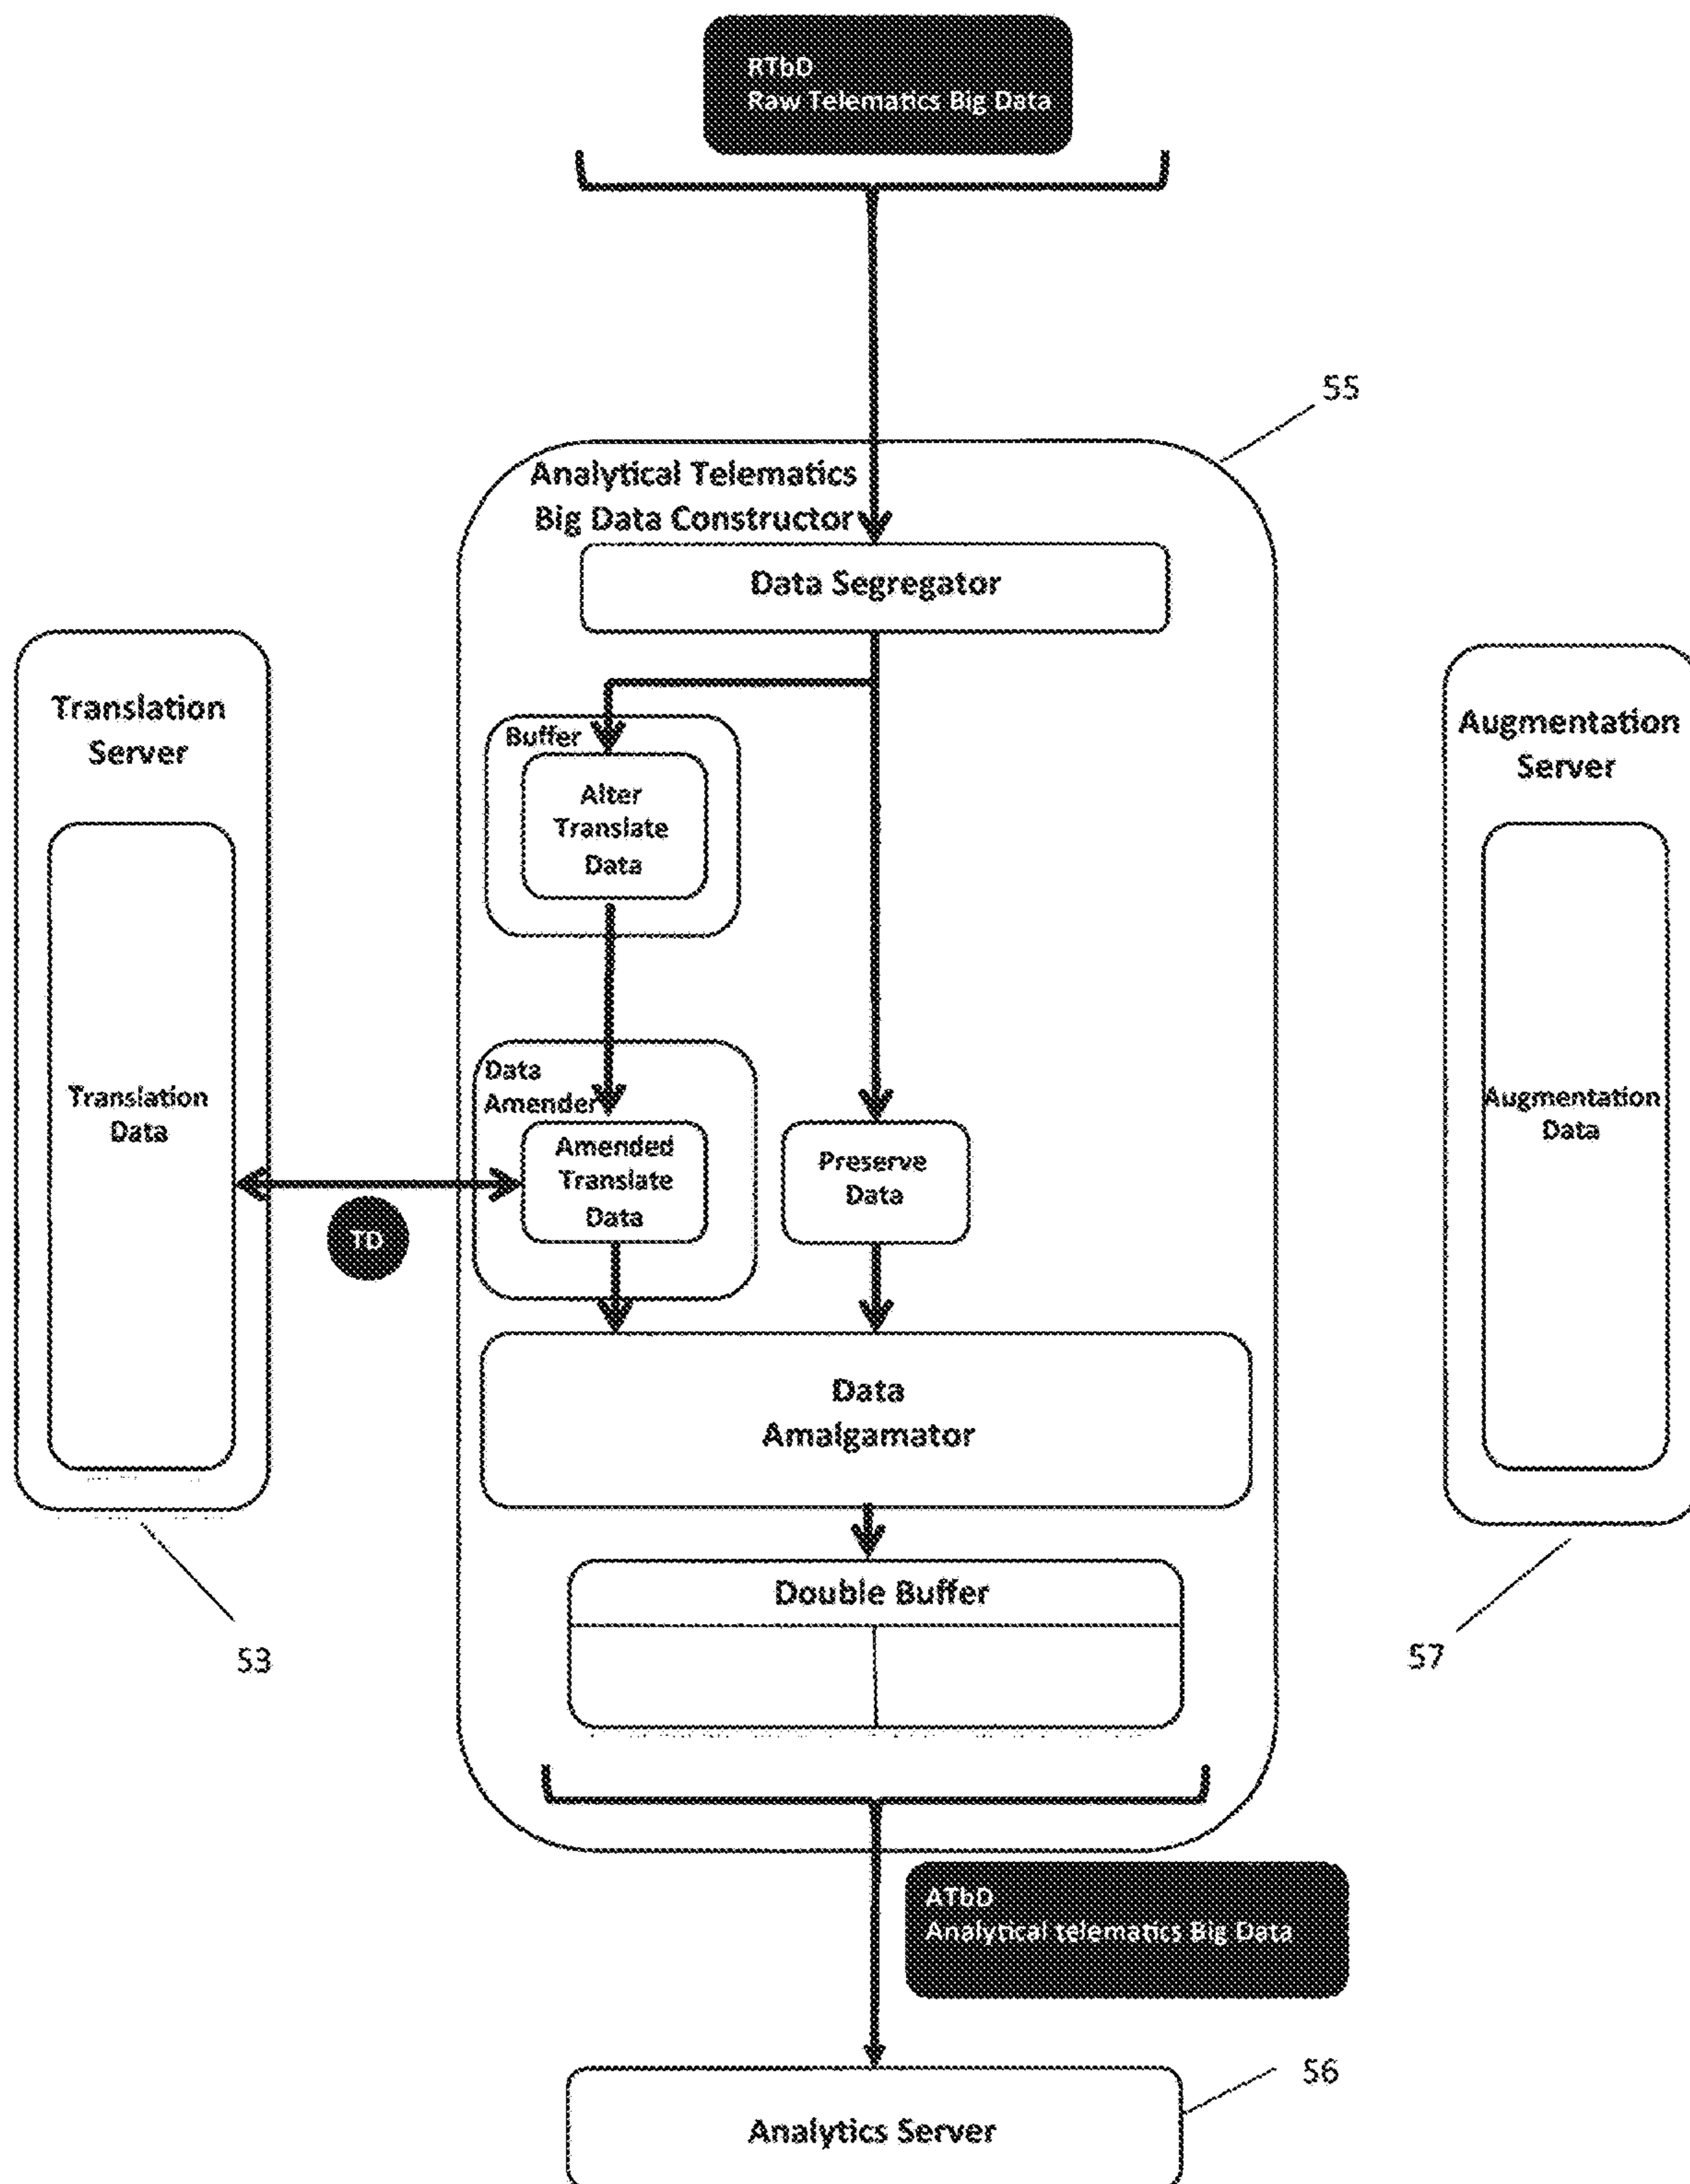 RTbD
Raw Telematics Big Data
55
Analytical Telematics
Big Data Constructor
Data Segregator
Translation
Server
Buffer
Alter
Translate
Data
Augmentation
Server
Translation
Data
Data
Amender
Amended
Translate
Data
Preserve
Data
Augmentation
Data
TD
Data
Amalgamator
Double Buffer
53
57
ATbD
Analytical telematics Big Data
56
Analytics Server